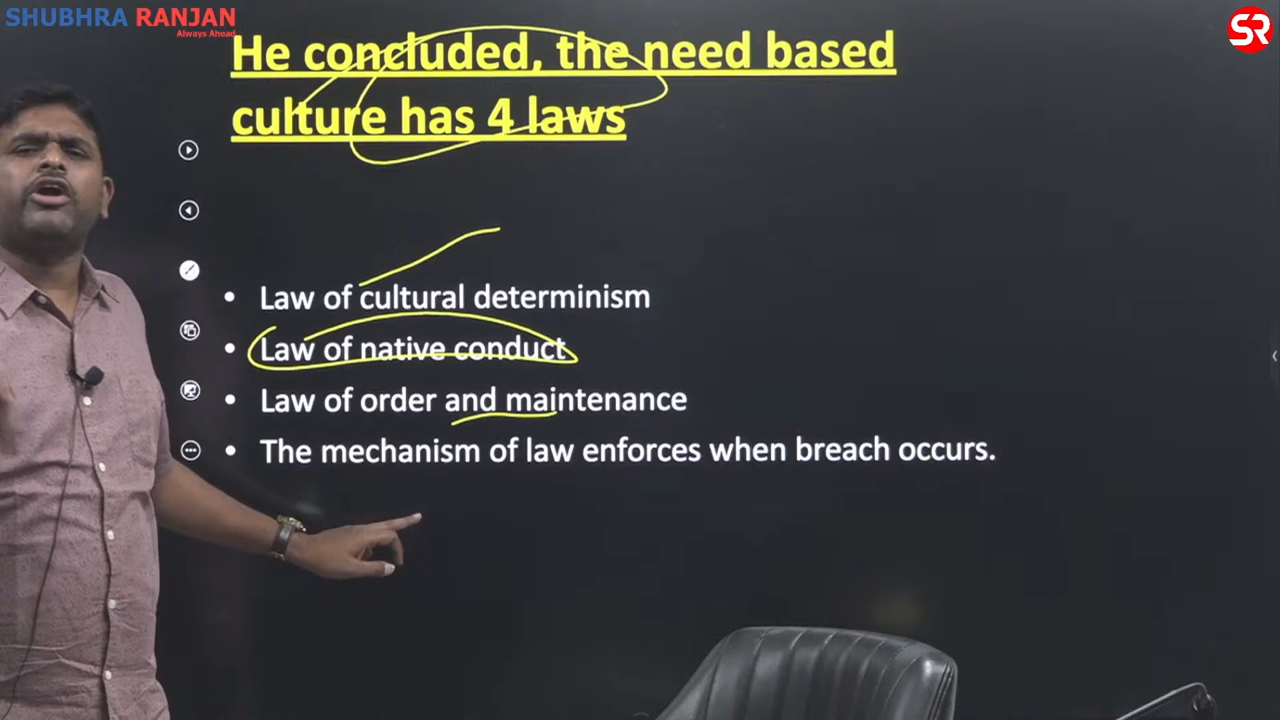 SHUBHRA RANJAN
Always Ahead
SR
He concluded, the need based
culture has 4 laws
• Law of cultural determinism
• Law of native conduct
• Law of order and maintenance
• The mechanism of law enforces when breach occurs.